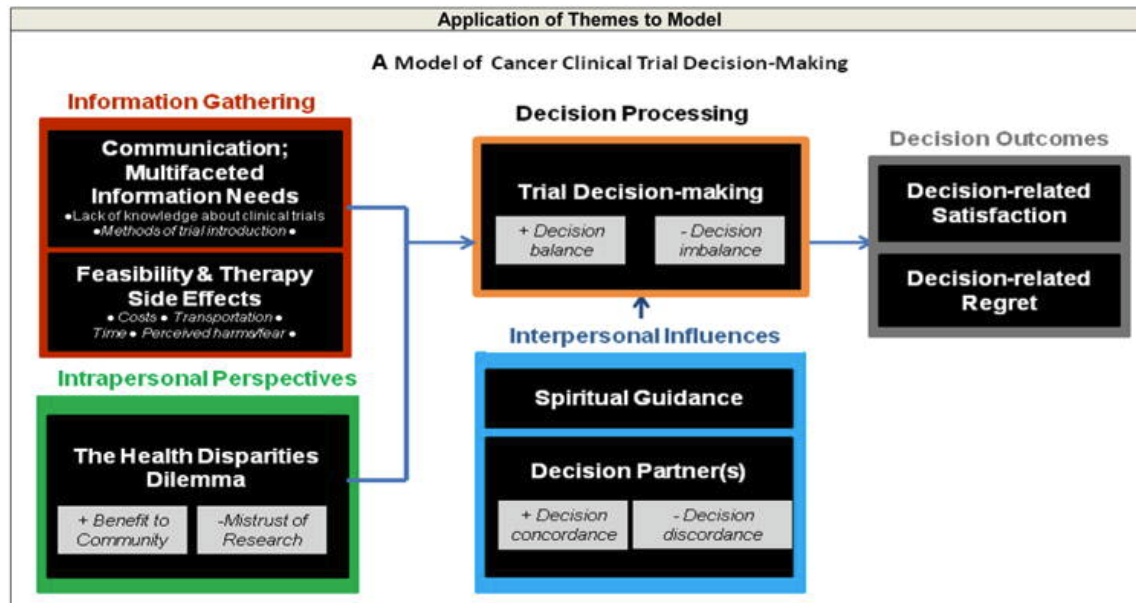 Application of Themes to Model
A Model of Cancer Clinical Trial Decision-Making
Information Gathering
Communication;
Multifaceted
Information Needs
●Lack of knowledge about clinical trials
●Methods of trial introduction ●
Feasibility & Therapy
Side Effects
● Costs ● Transportation ●
Time ● Perceived harms/fear ●
Intrapersonal Perspectives
The Health Disparities
Dilemma
+ Benefit to
Community
-Mistrust of
Research
Decision Processing
Trial Decision-making
+ Decision
balance
- Decision
imbalance
Interpersonal Influences
Spiritual Guidance
Decision Partner(s)
+ Decision
concordance
- Decision
discordance
Decision Outcomes
Decision-related
Satisfaction
Decision-related
Regret